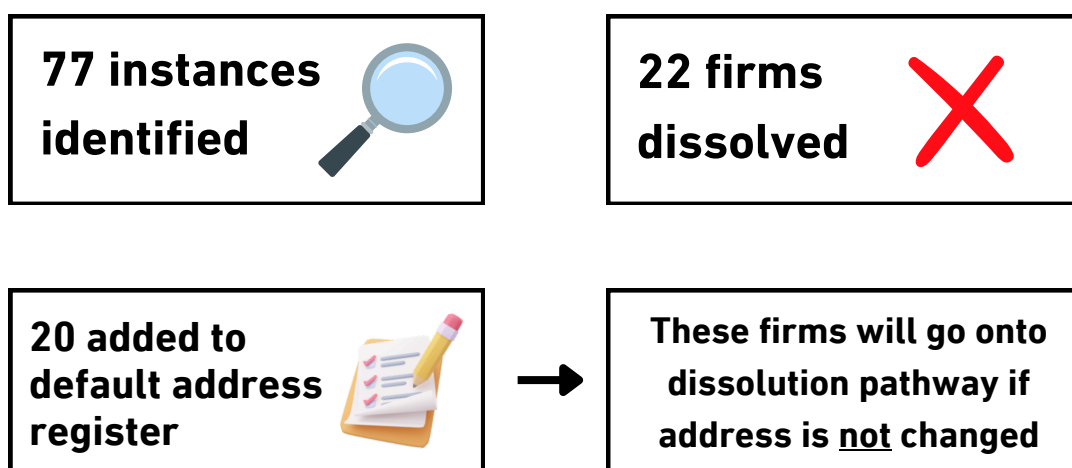 77 instances
identified
22 firms
dissolved
20 added to
default address
register
These firms will go onto
dissolution pathway if
address is not changed